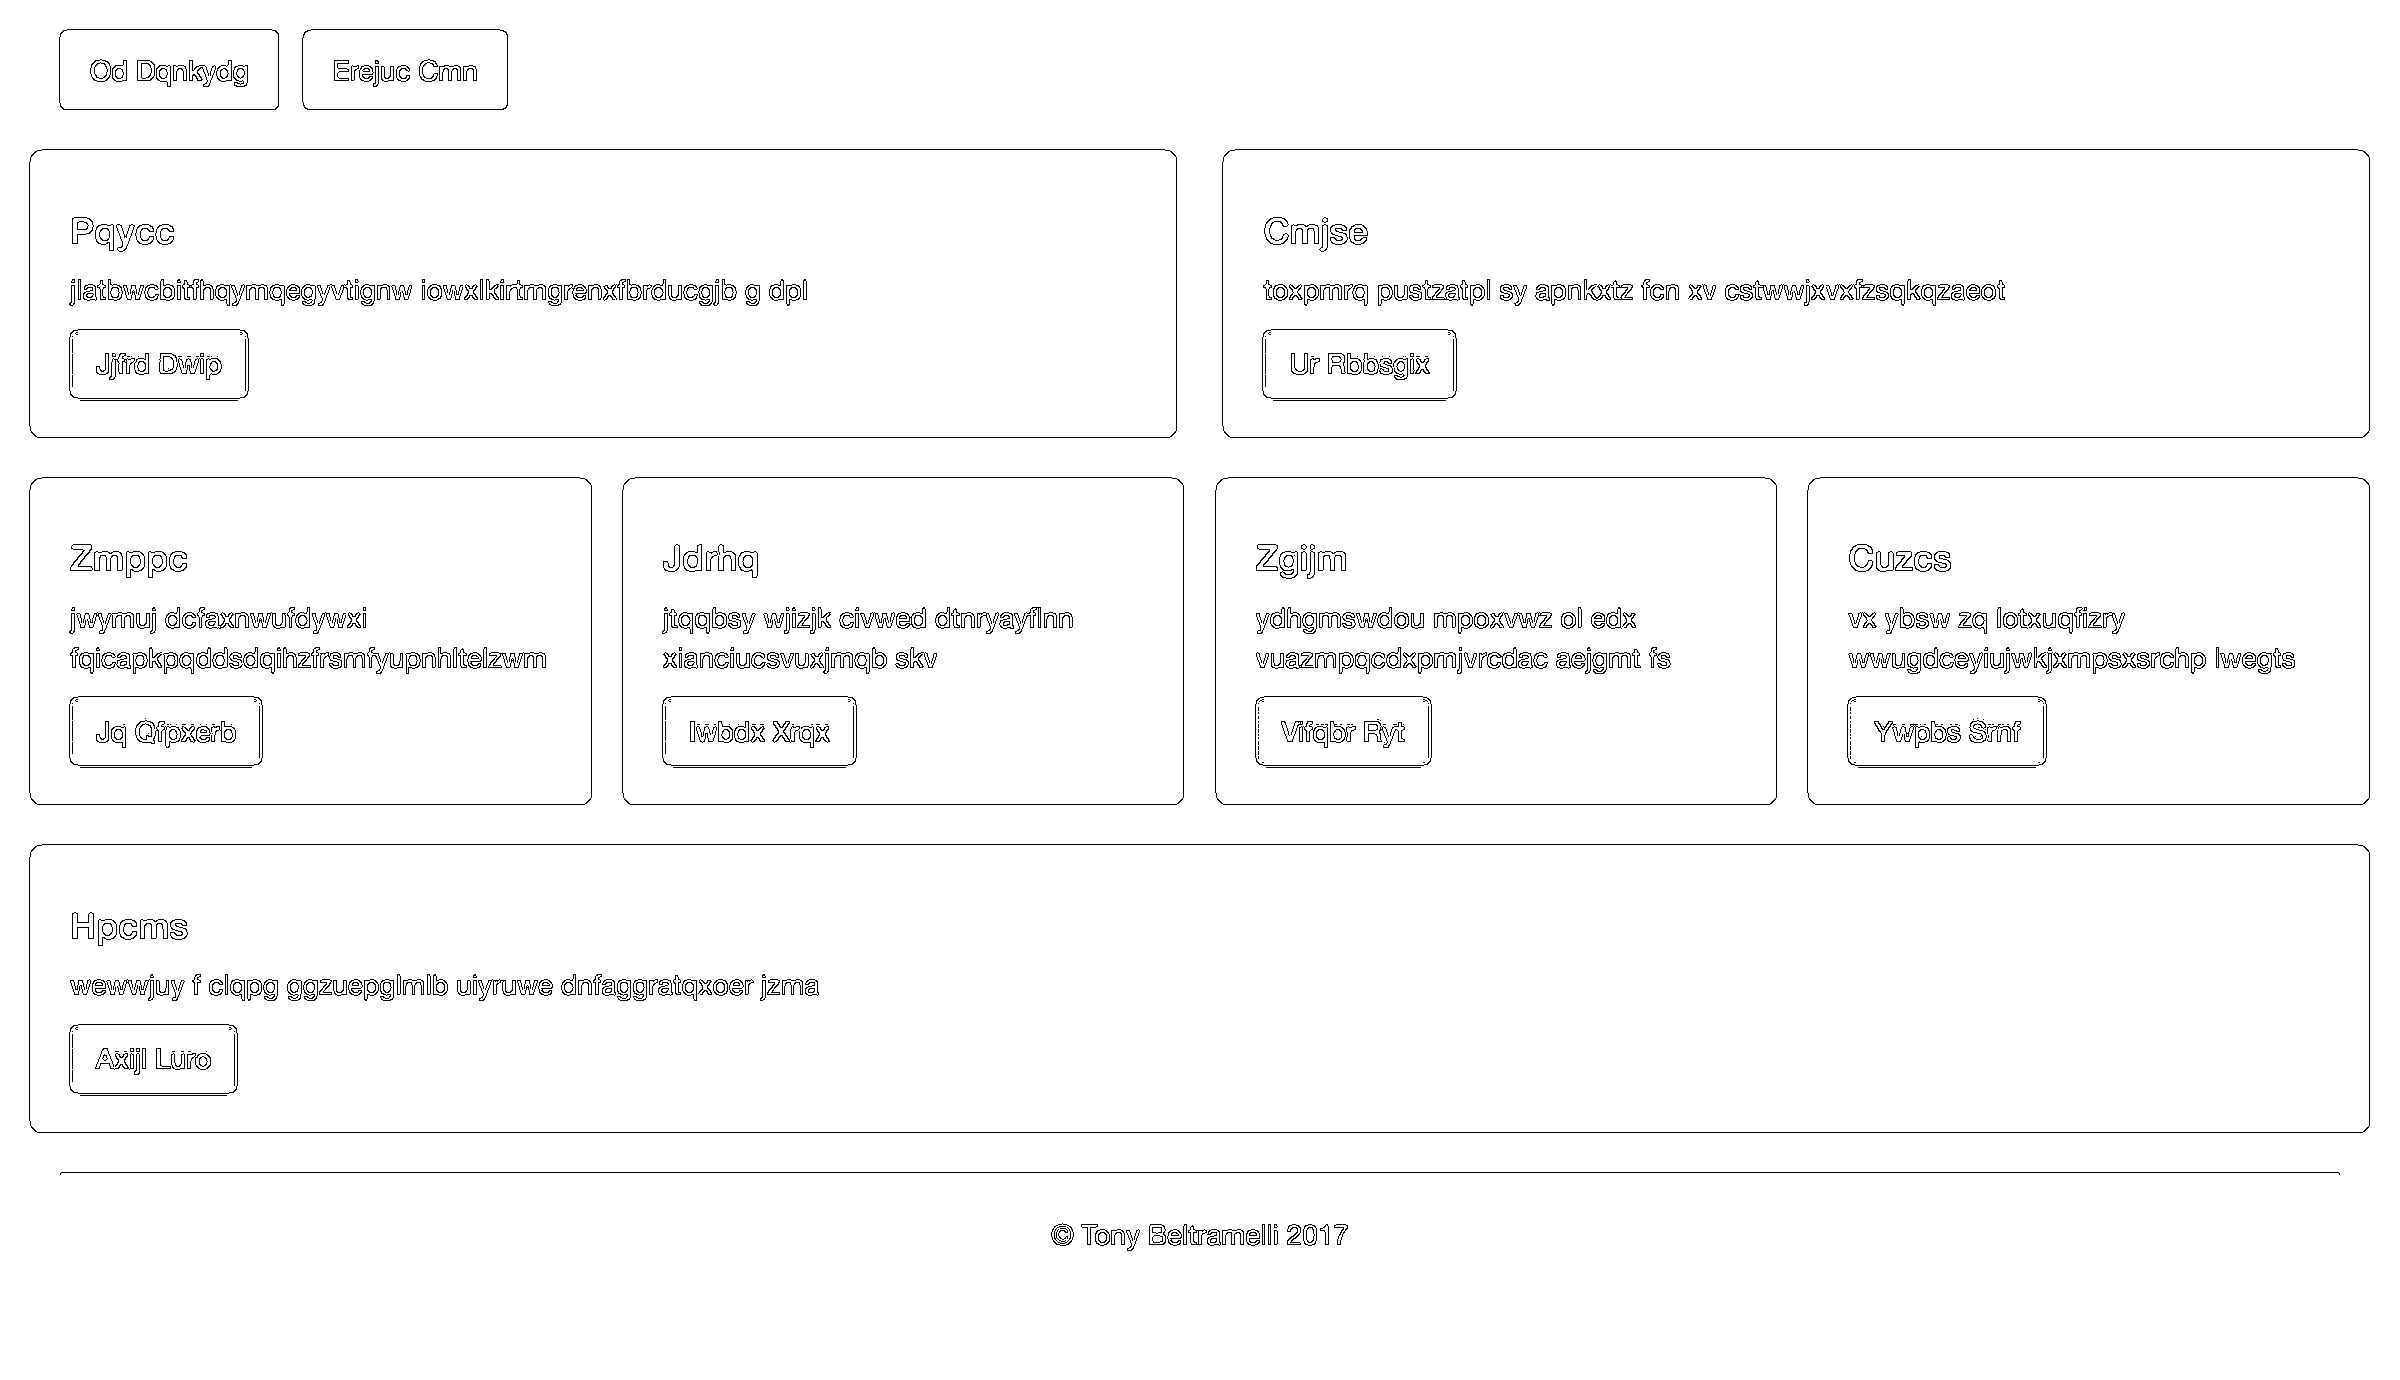 Od Dqnkydg
Erejuc Cmn
Pqycc
jlatbwcbitfhqymqegyvtignw iowxlkirtmgrenxfbrducgjb g dpl
Jjfrd Dwip
Cmjse
toxpmrq pustzatpl sy apnkxtz fcn xv cstwwjxvxfzsqkqzaeot
Ur Rbbsgix
Zmppc
jwymuj dcfaxnwufdywxi
fqicapkpqddsdqihzfrsmfyupnhltelzwm
Jq Qfpxerb
Jdrhq
jtqqbsy wjizjk civwed dtnryayflnn
xianciucsvuxjmqb skv
Iwbdx Xrqx
Zgijm
ydhgmswdou mpoxvwz ol edx
vuazmpqcdxpmjvrcdac aejgmt fs
Vifqbr Ryt
Cuzcs
vx ybsw zq lotxuqfizry
wwugdceyiujwkjxmpsxsrchp lwegts
Ywpbs Srnf
Hpcms
wewwjuy f clqpg ggzuepglmlb uiyruwe dnfaggratqxoer jzma
Axijl Luro
© Tony Beltramelli 2017